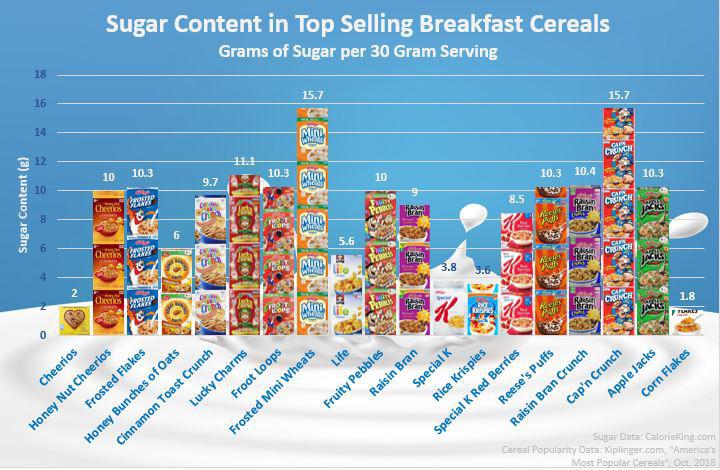 Sugar Content in Top Selling Breakfast Cereals
Grams of Sugar per 30 Gram Serving
Sugar Content (g)
18
16
14
12
10
8
6
4
2
0
2
10
10.3
6
9.7
11.1
10.3
15.7
5.6
10
9
3.8
3.6
8.5
10.3
10.4
15.7
10.3
1.8
Cheerios
Honey Nut Cheerios
Frosted Flakes
Honey Bunches of Oats
Cinnamon Toast Crunch
Lucky Charms
Froot Loops
Frosted Mini Wheats
Life
Fruity Pebbles
Raisin Bran
Special K
Rice Krispies
Special K Red Berries
Reese's Puffs
Raisin Bran Crunch
Cap'n Crunch
Apple Jacks
Corn Flakes
Sugar Data: CalorieKing.com
Cereal Popularity Data: Kiplinger.com, "America's
Most Popular Cereals", Oct. 2018